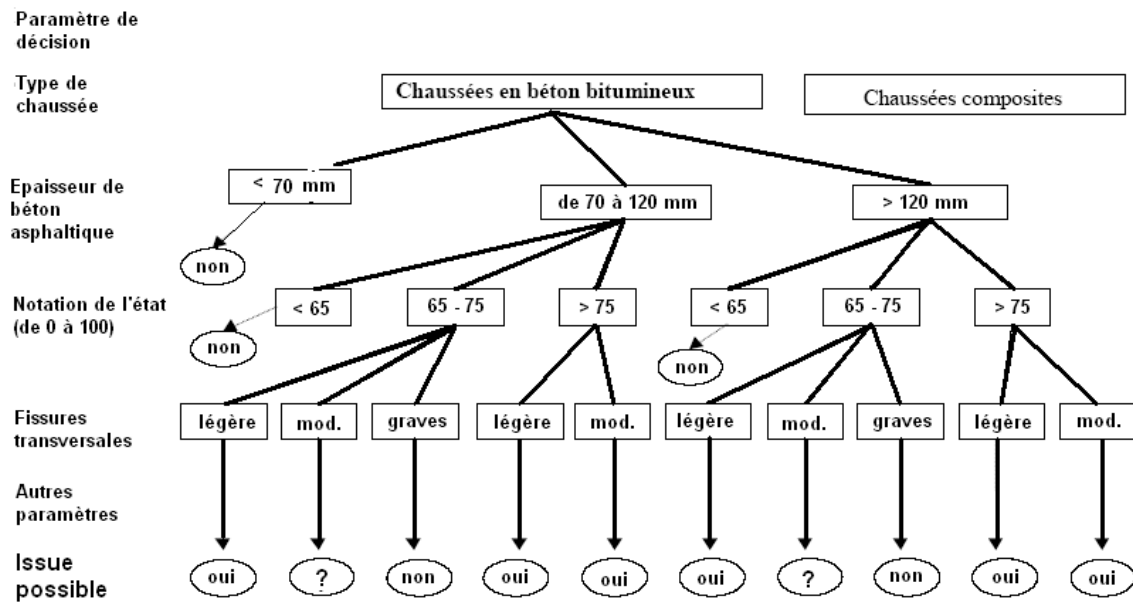 Paramètre de
décision
Type de
chaussée
Chaussées en béton bitumineux
Chaussées composites
Epaisseur de
béton
asphaltique
< 70 mm
de 70 à 120 mm
> 120 mm
non
Notation de l'état
(de 0 à 100)
< 65
65 - 75
> 75
< 65
65 - 75
> 75
non
non
Fissures
transversales
légère
mod.
graves
légère
mod.
légère
mod.
graves
légère
mod.
Autres
paramètres
Issue
possible
oui
?
non
oui
oui
oui
?
non
oui
oui